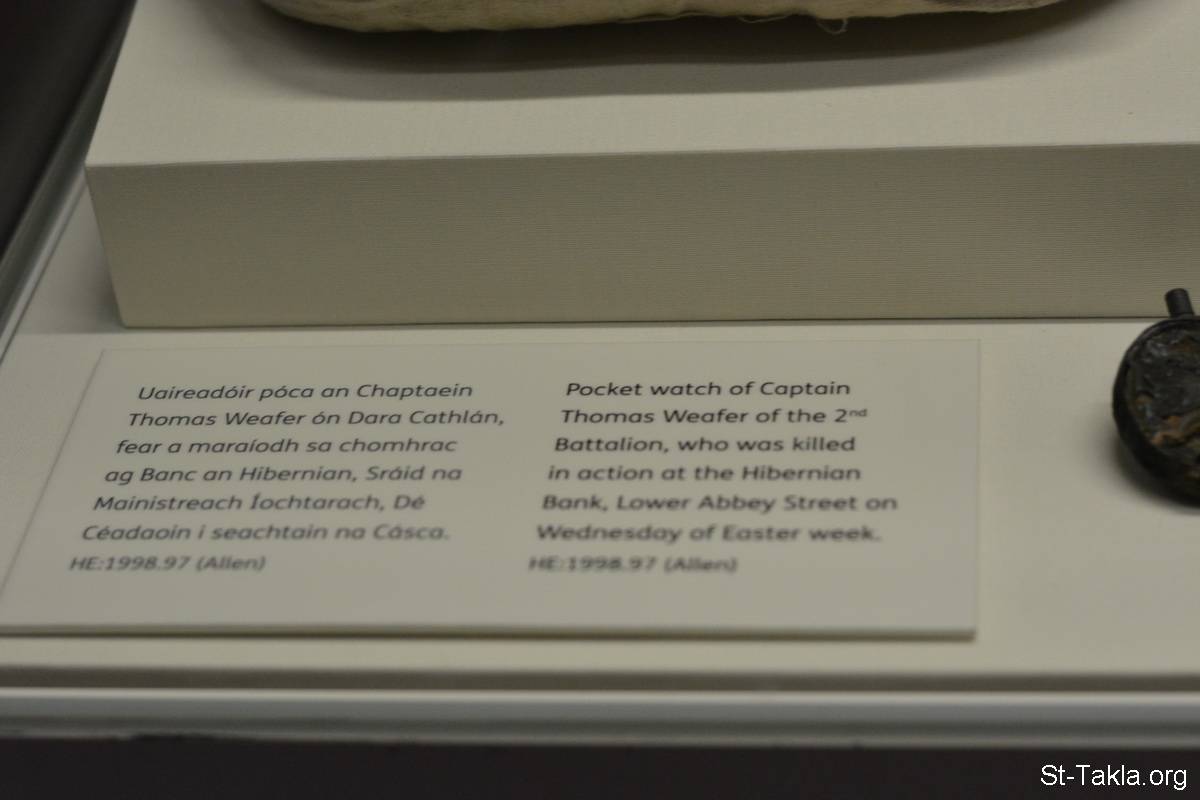 Uaireadóir póca an Chaptaein
Thomas Weafer ón Dara Cathlán,
fear a maraíodh sa chomhrac
ag Banc an Hibernian, Sráid na
Mainistreach Íochtarach, Dé
Céadaoin i seachtain na Cásca.
HE:1998.97 (Allen)
Pocket watch of Captain
Thomas Weafer of the 2nd
Battalion, who was killed
in action at the Hibernian
Bank, Lower Abbey Street on
Wednesday of Easter week.
HE:1998.97 (Allen)
St-Takla.org